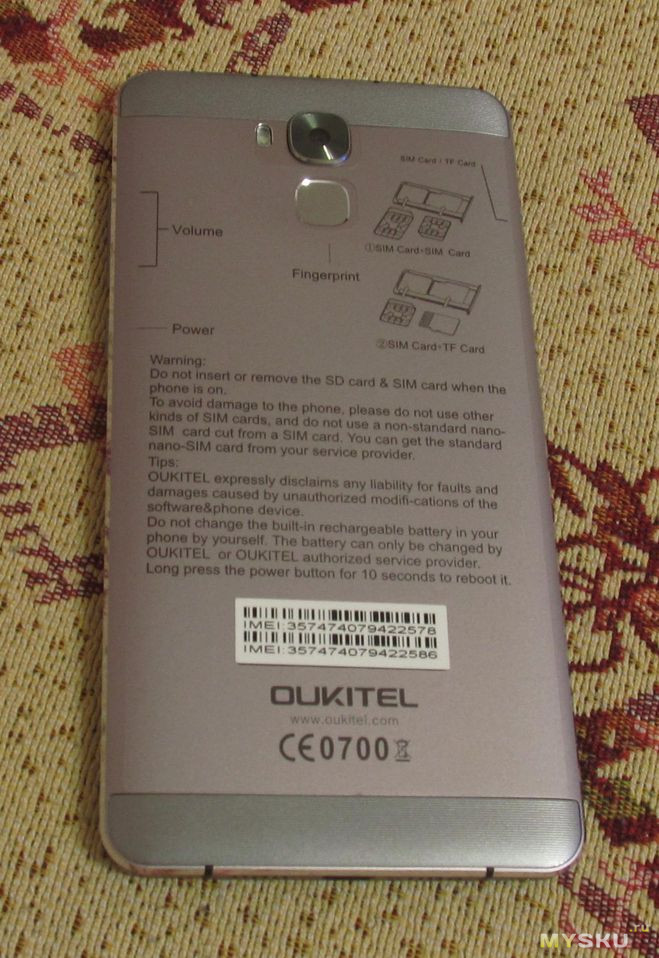 SIM Card / TF Card
Volume
①SIM Card-SIM Card
Fingerprint
Power
②SIM Card-TF Card
Warning:
Do not insert or remove the SD card & SIM card when the
phone is on.
To avoid damage to the phone, please do not use other
kinds of SIM cards, and do not use a non-standard nano-
SIM card cut from a SIM card. You can get the standard
nano-SIM card from your service provider.
Tips:
OUKITEL expressly disclaims any liability for faults and
damages caused by unauthorized modifi-cations of the
software&phone device.
Do not change the built-in rechargeable battery in your
phone by yourself. The battery can only be changed by
OUKITEL or OUKITEL authorized service provider.
Long press the power button for 10 seconds to reboot it.
IMEI:357474079422578
IMEI:357474079422586
OUKITEL
www.oukitel.com
CE0700
MYSKU.ru